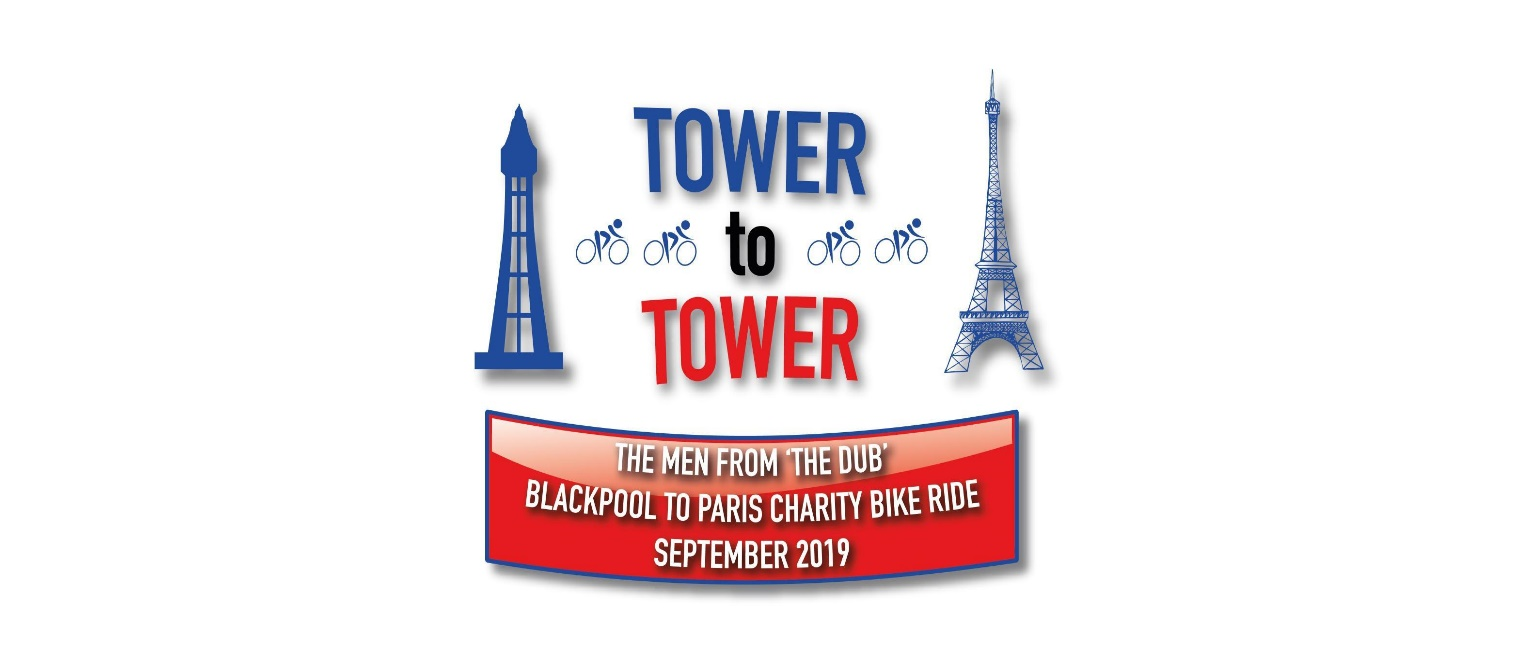 TOWER
to
TOWER
THE MEN FROM ‘THE DUB’
BLACKPOOL TO PARIS CHARITY BIKE RIDE
SEPTEMBER 2019